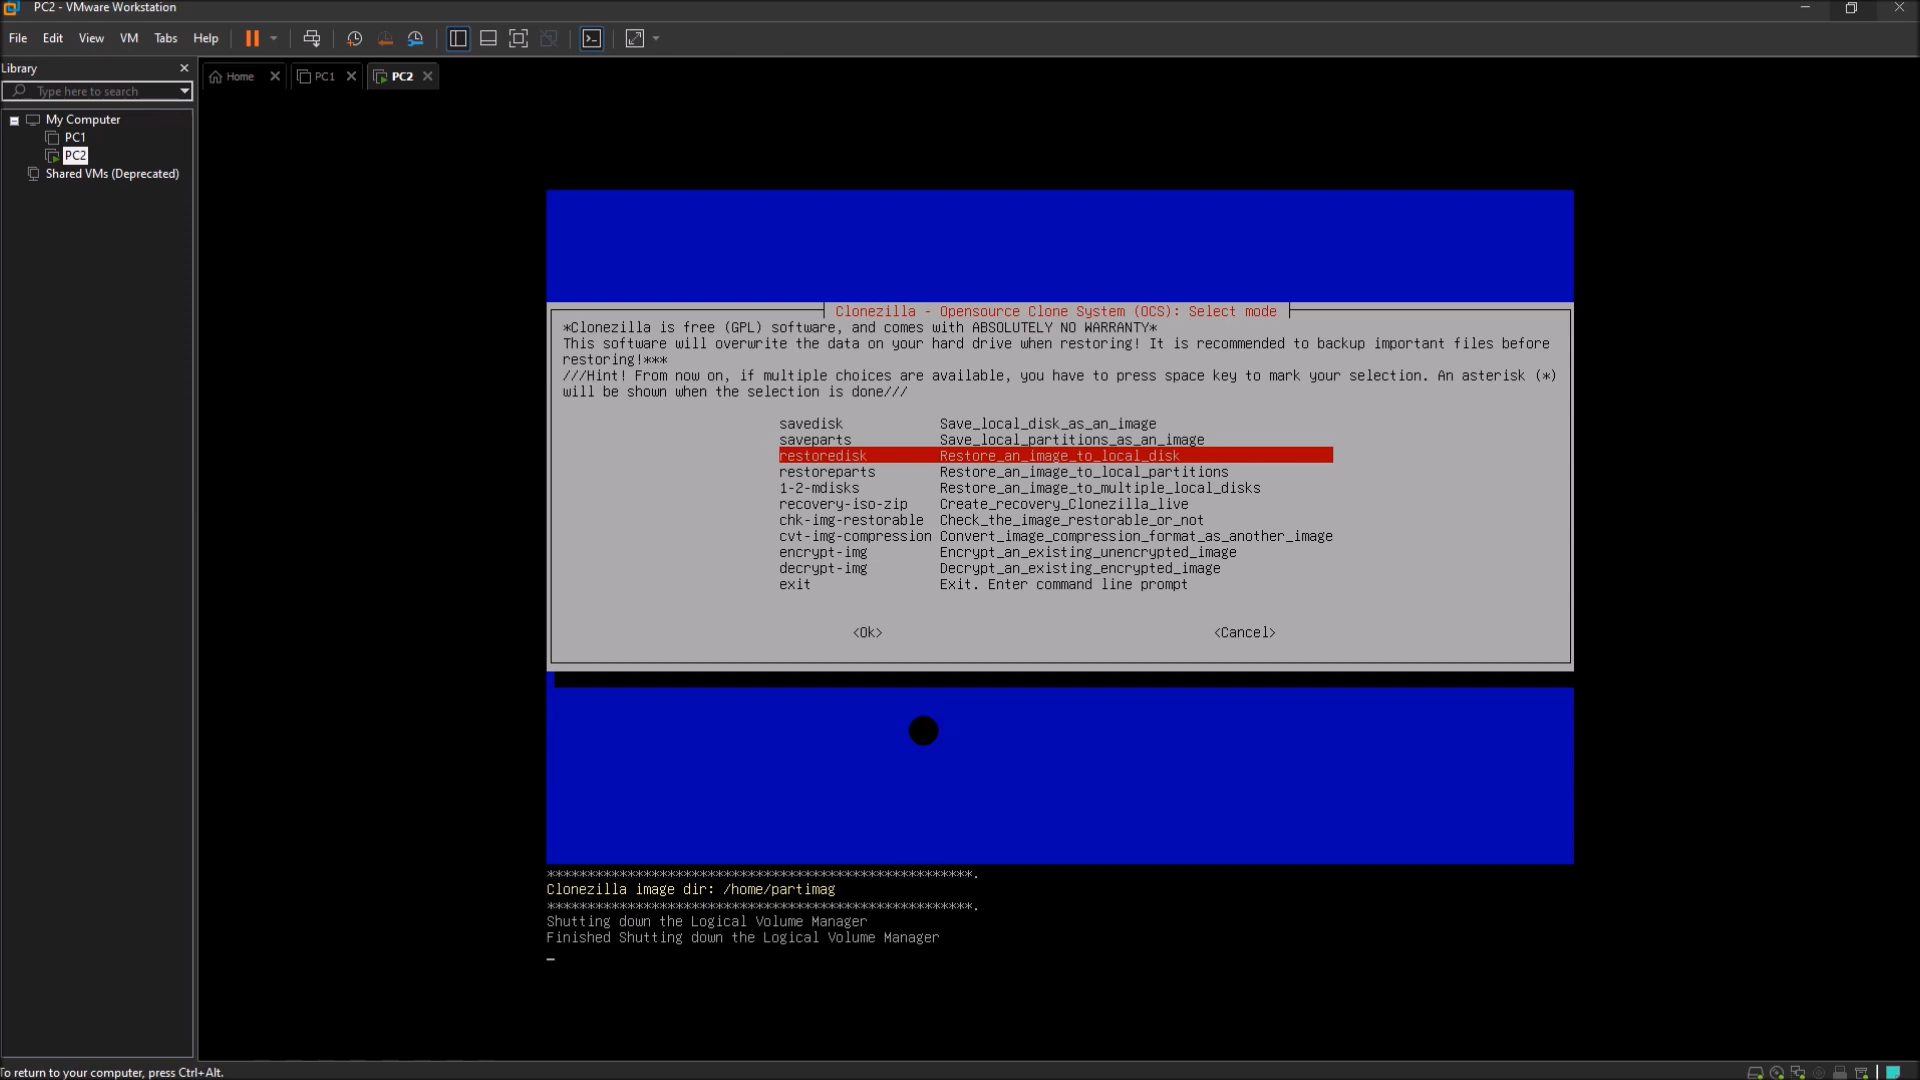 PC2 - VMware Workstation
File Edit View VM Tabs Help
Library
Type here to search
My Computer
PC1
PC2
Shared VMs (Deprecated)
Home
PC1
PC2
Clonezilla - Opensource Clone System (OCS): Select mode
*Clonezilla is free (GPL) software, and comes with ABSOLUTELY NO WARRANTY*
This software will overwrite the data on your hard drive when restoring! It is recommended to backup important files before
restoring!***
///Hint! From now on, if multiple choices are available, you have to press space key to mark your selection. An asterisk (*)
will be shown when the selection is done///
savedisk Save_local_disk_as_an_image
saveparts Save_local_partitions_as_an_image
restoredisk Restore_an_image_to_local_disk
restoreparts Restore_an_image_to_local_partitions
1-2-mdisks Restore_an_image_to_multiple_local_disks
recovery-iso-zip Create_recovery_Clonezilla_live
chk-img-restorable Check_the_image_restorable_or_not
cvt-img-compression Convert_image_compression_format_as_another_image
encrypt-img Encrypt_an_existing_unencrypted_image
decrypt-img Decrypt_an_existing_encrypted_image
exit Exit. Enter command line prompt
<Ok> <Cancel>
*****************************************************.
Clonezilla image dir: /home/partimag
*****************************************************.
Shutting down the Logical Volume Manager
Finished Shutting down the Logical Volume Manager
_
To return to your computer, press Ctrl+Alt.